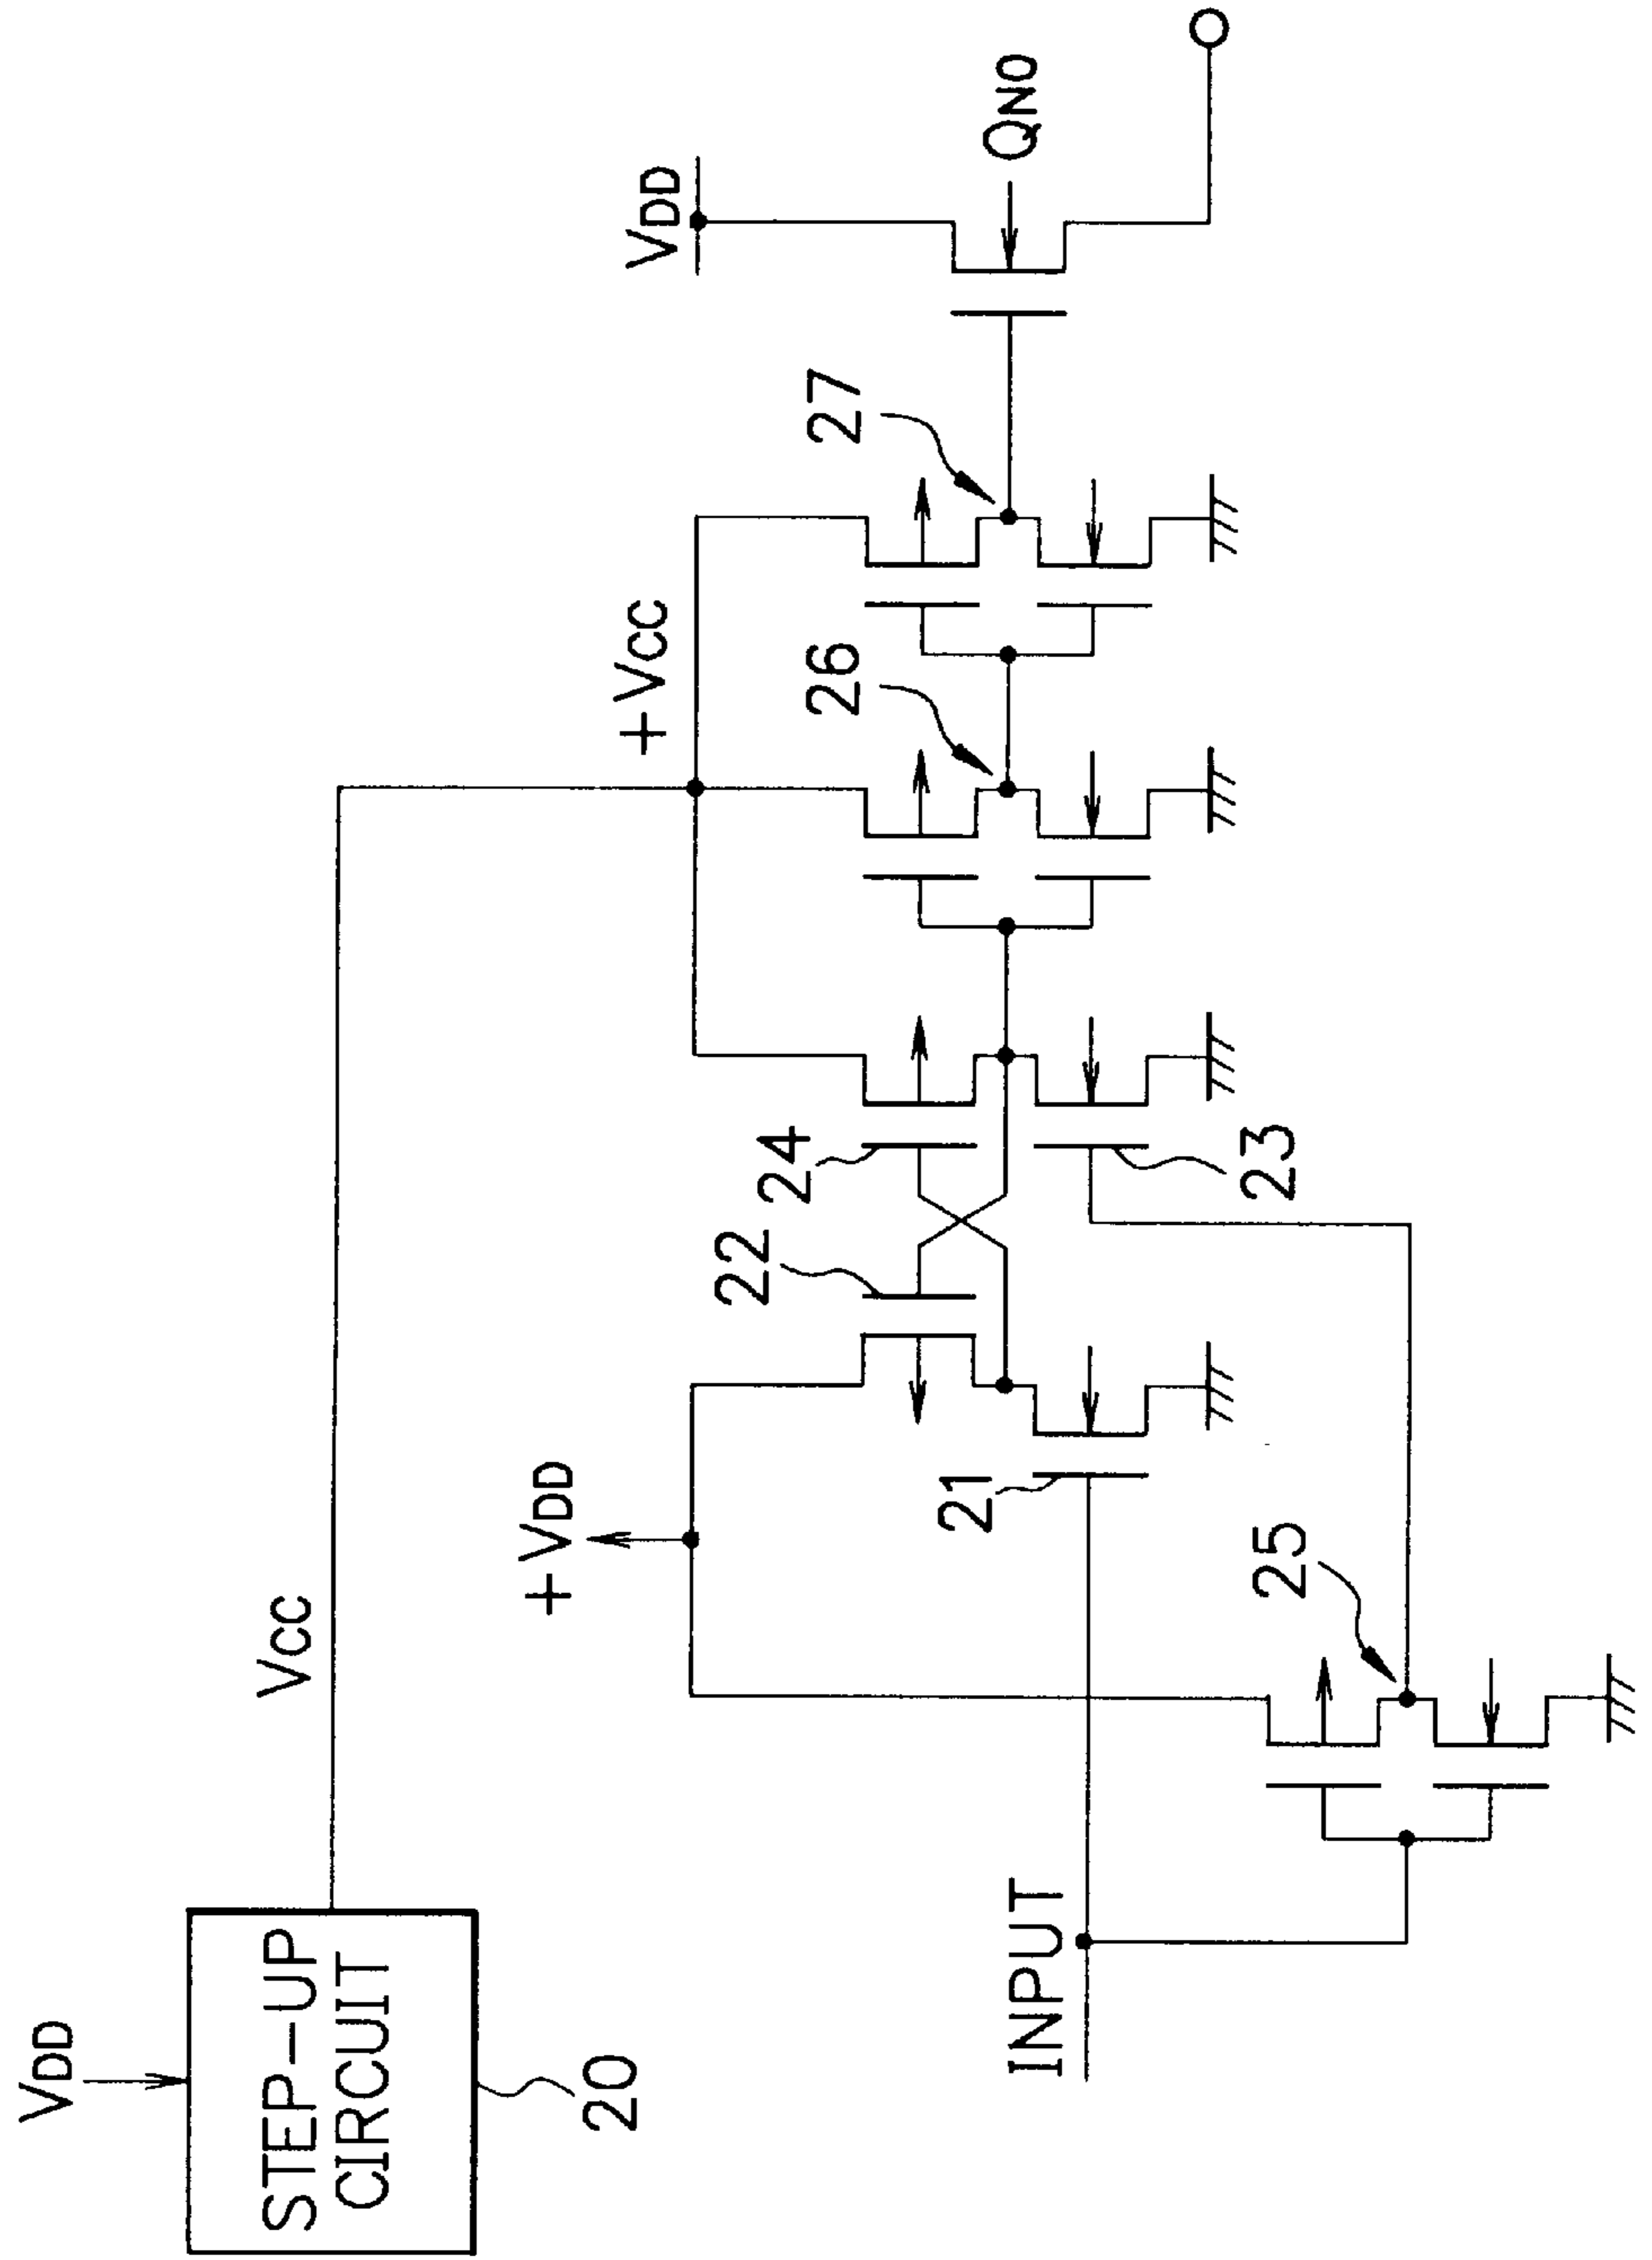 VDD
STEP-UP
CIRCUIT
20
VCC
+VDD
+VCC
VDD
INPUT
25
21
22
24
23
26
27
QNO